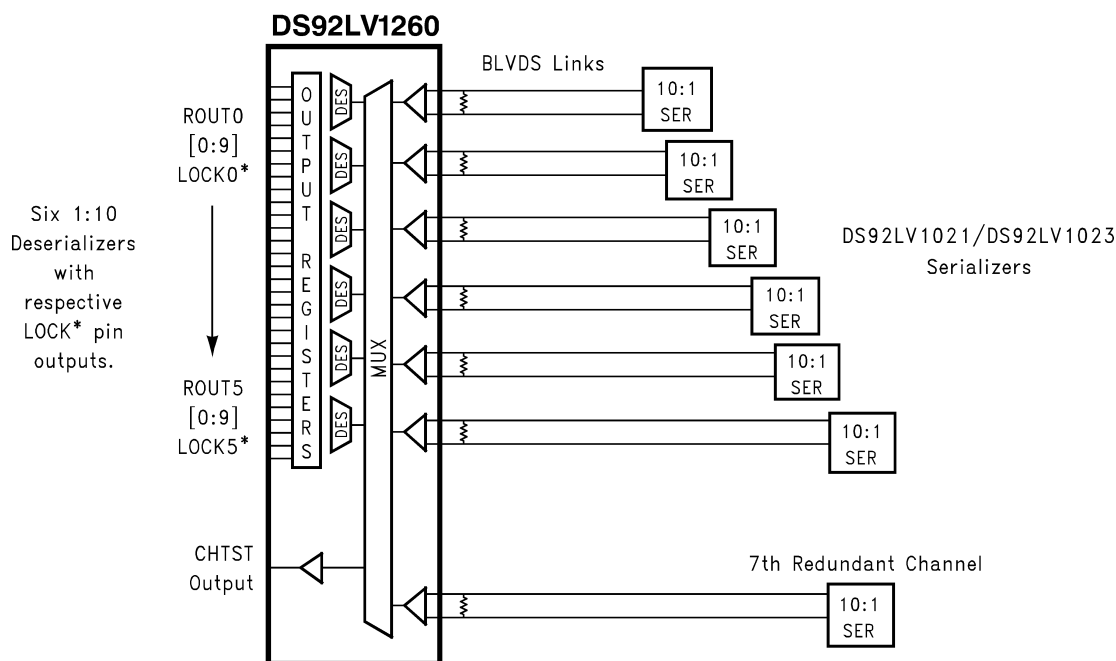 DS92LV1260
BLVDS Links
ROUT0
[0:9]
LOCK0*
Six 1:10
Deserializers
with
respective
LOCK* pin
outputs.
ROUT5
[0:9]
LOCK5*
OUTPUT REGISTERS
DES
DES
DES
DES
DES
DES
MUX
10:1
SER
10:1
SER
10:1
SER
10:1
SER
10:1
SER
10:1
SER
DS92LV1021/DS92LV1023
Serializers
CHTST
Output
7th Redundant Channel
10:1
SER